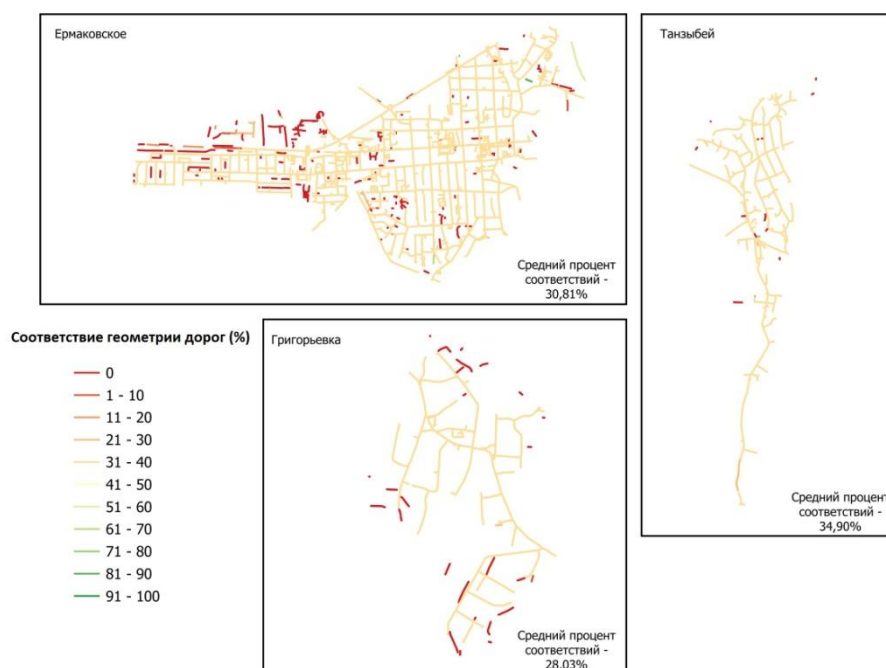 Ермаковское
Средний процент
соответствий -
30,81%
Танзыбей
Средний процент
соответствий -
34,90%
Соответствие геометрии дорог (%)
0
1 - 10
11 - 20
21 - 30
31 - 40
41 - 50
51 - 60
61 - 70
71 - 80
81 - 90
91 - 100
Григорьевка
Средний процент
соответствий -
28,03%